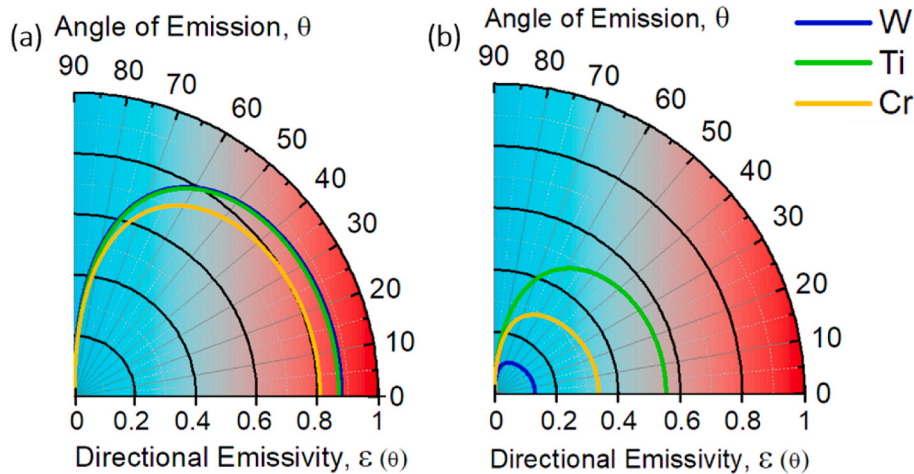 (a) Angle of Emission, θ
90 80 70 60 50 40 30 20 10 0
0 0.2 0.4 0.6 0.8 1
Directional Emissivity, ε (θ)
(b) Angle of Emission, θ
90 80 70 60 50 40 30 20 10 0
0 0.2 0.4 0.6 0.8 1
Directional Emissivity, ε (θ)
W
Ti
Cr